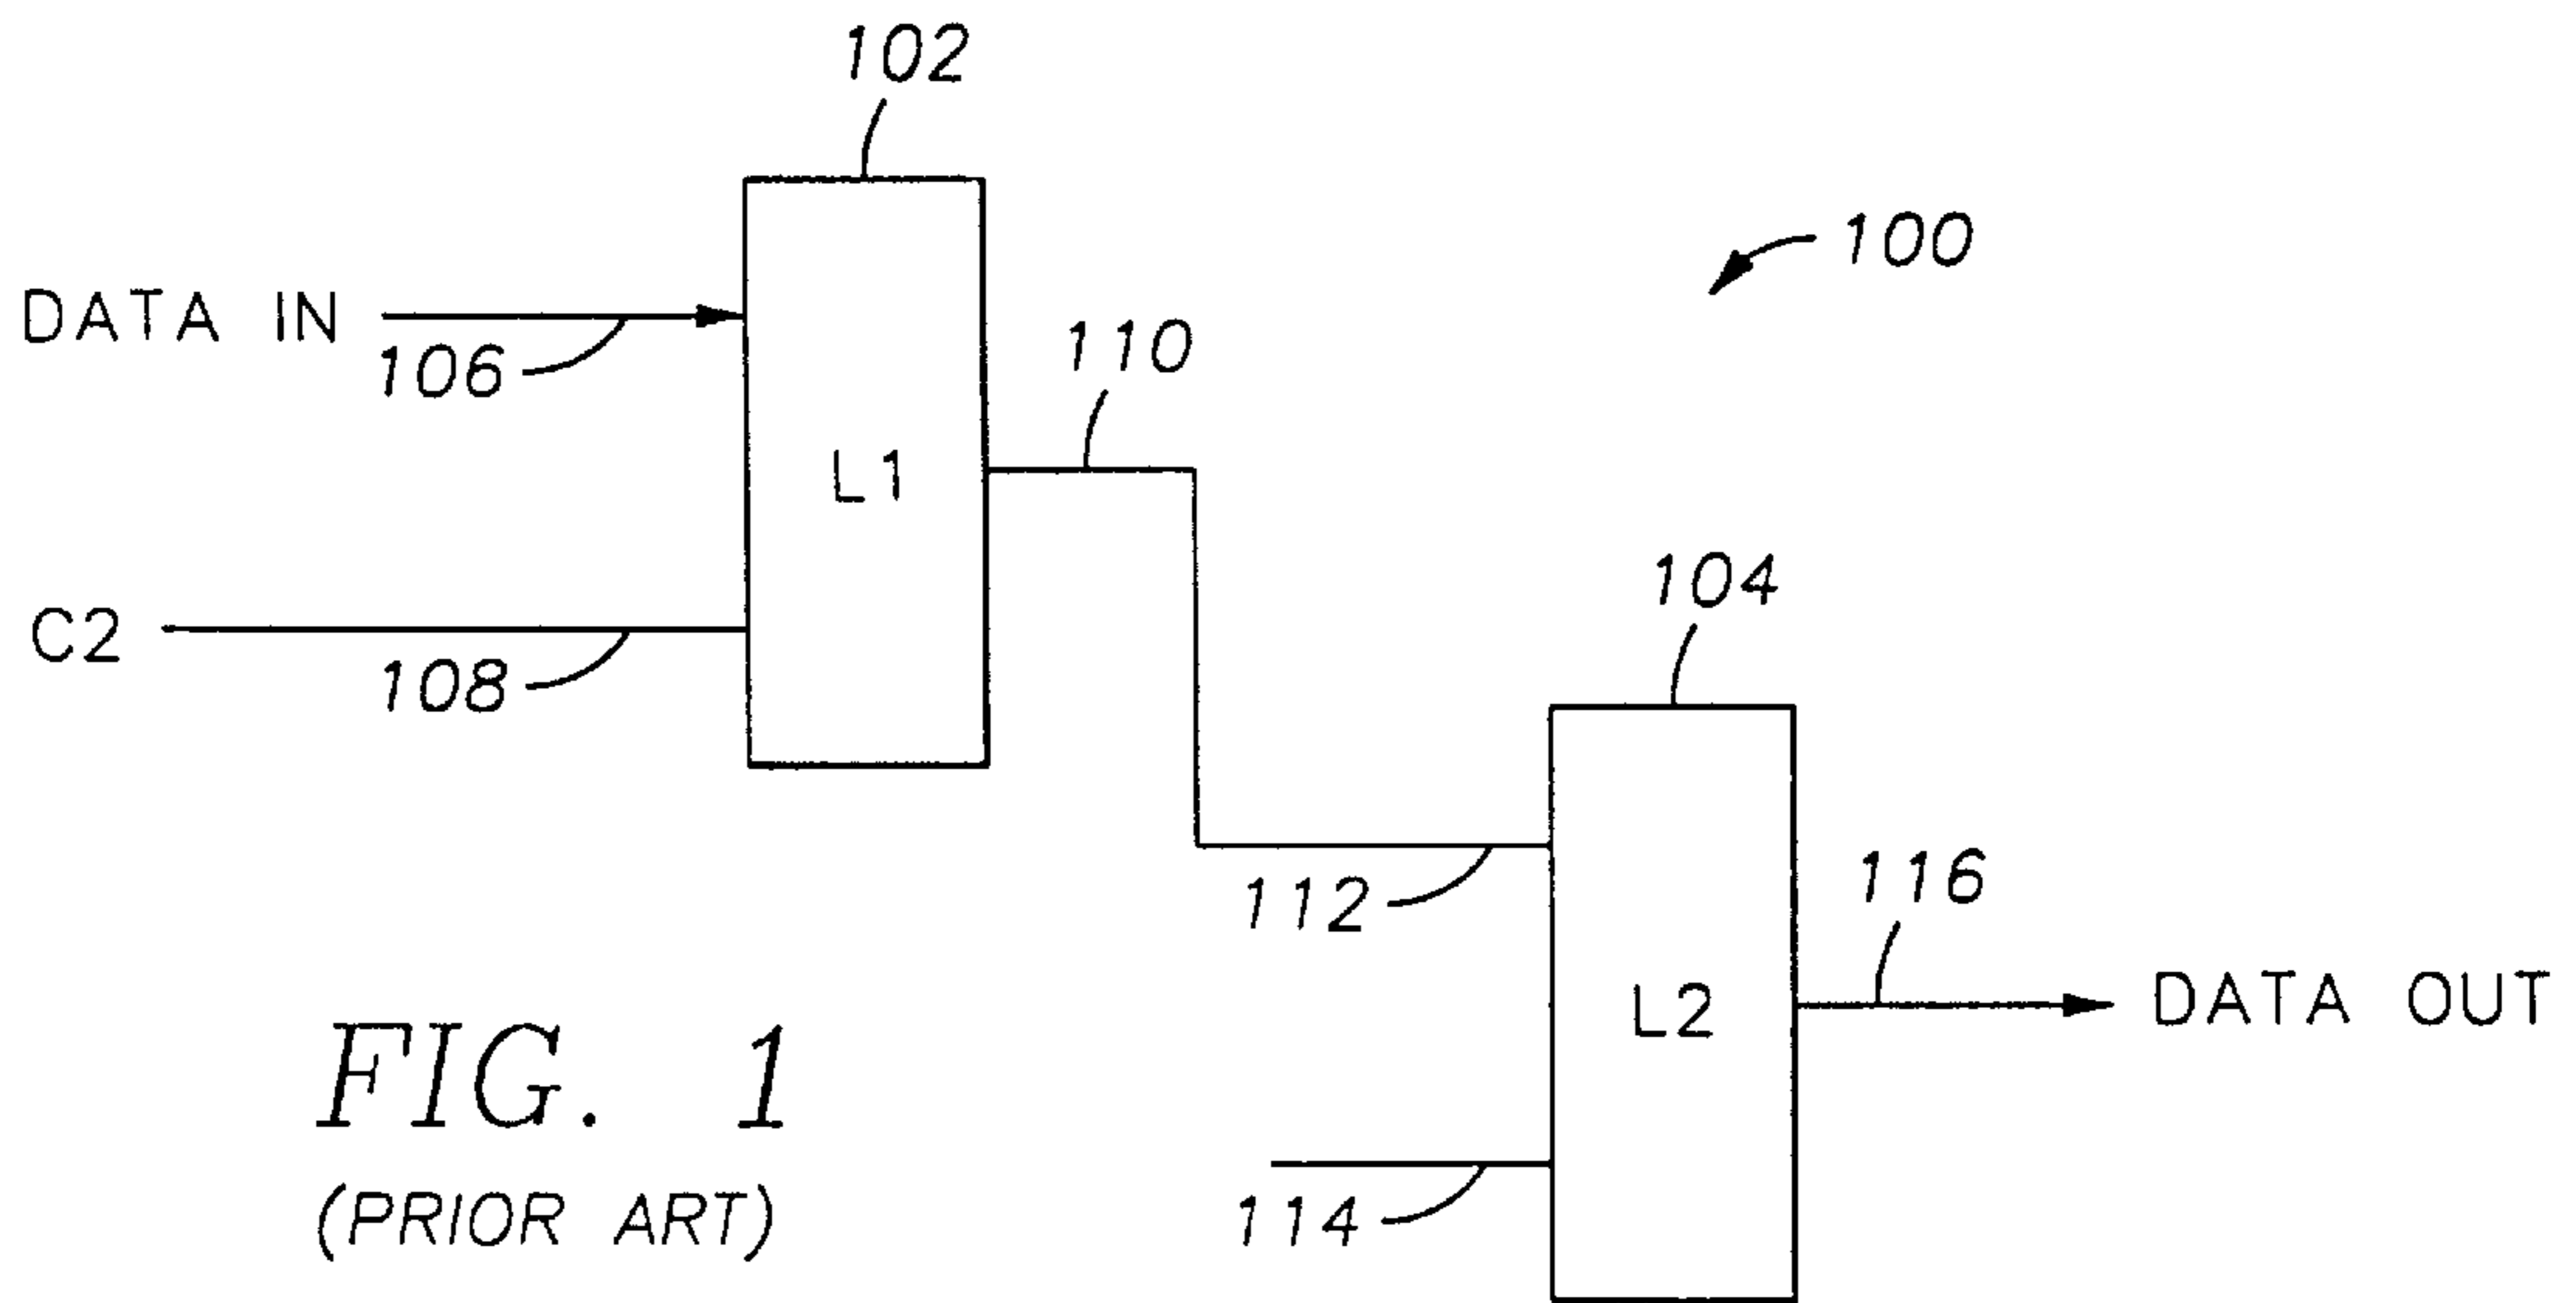 102
100
DATA IN
106
110
L1
104
C2
108
112
116
L2
DATA OUT
114
FIG. 1
(PRIOR ART)